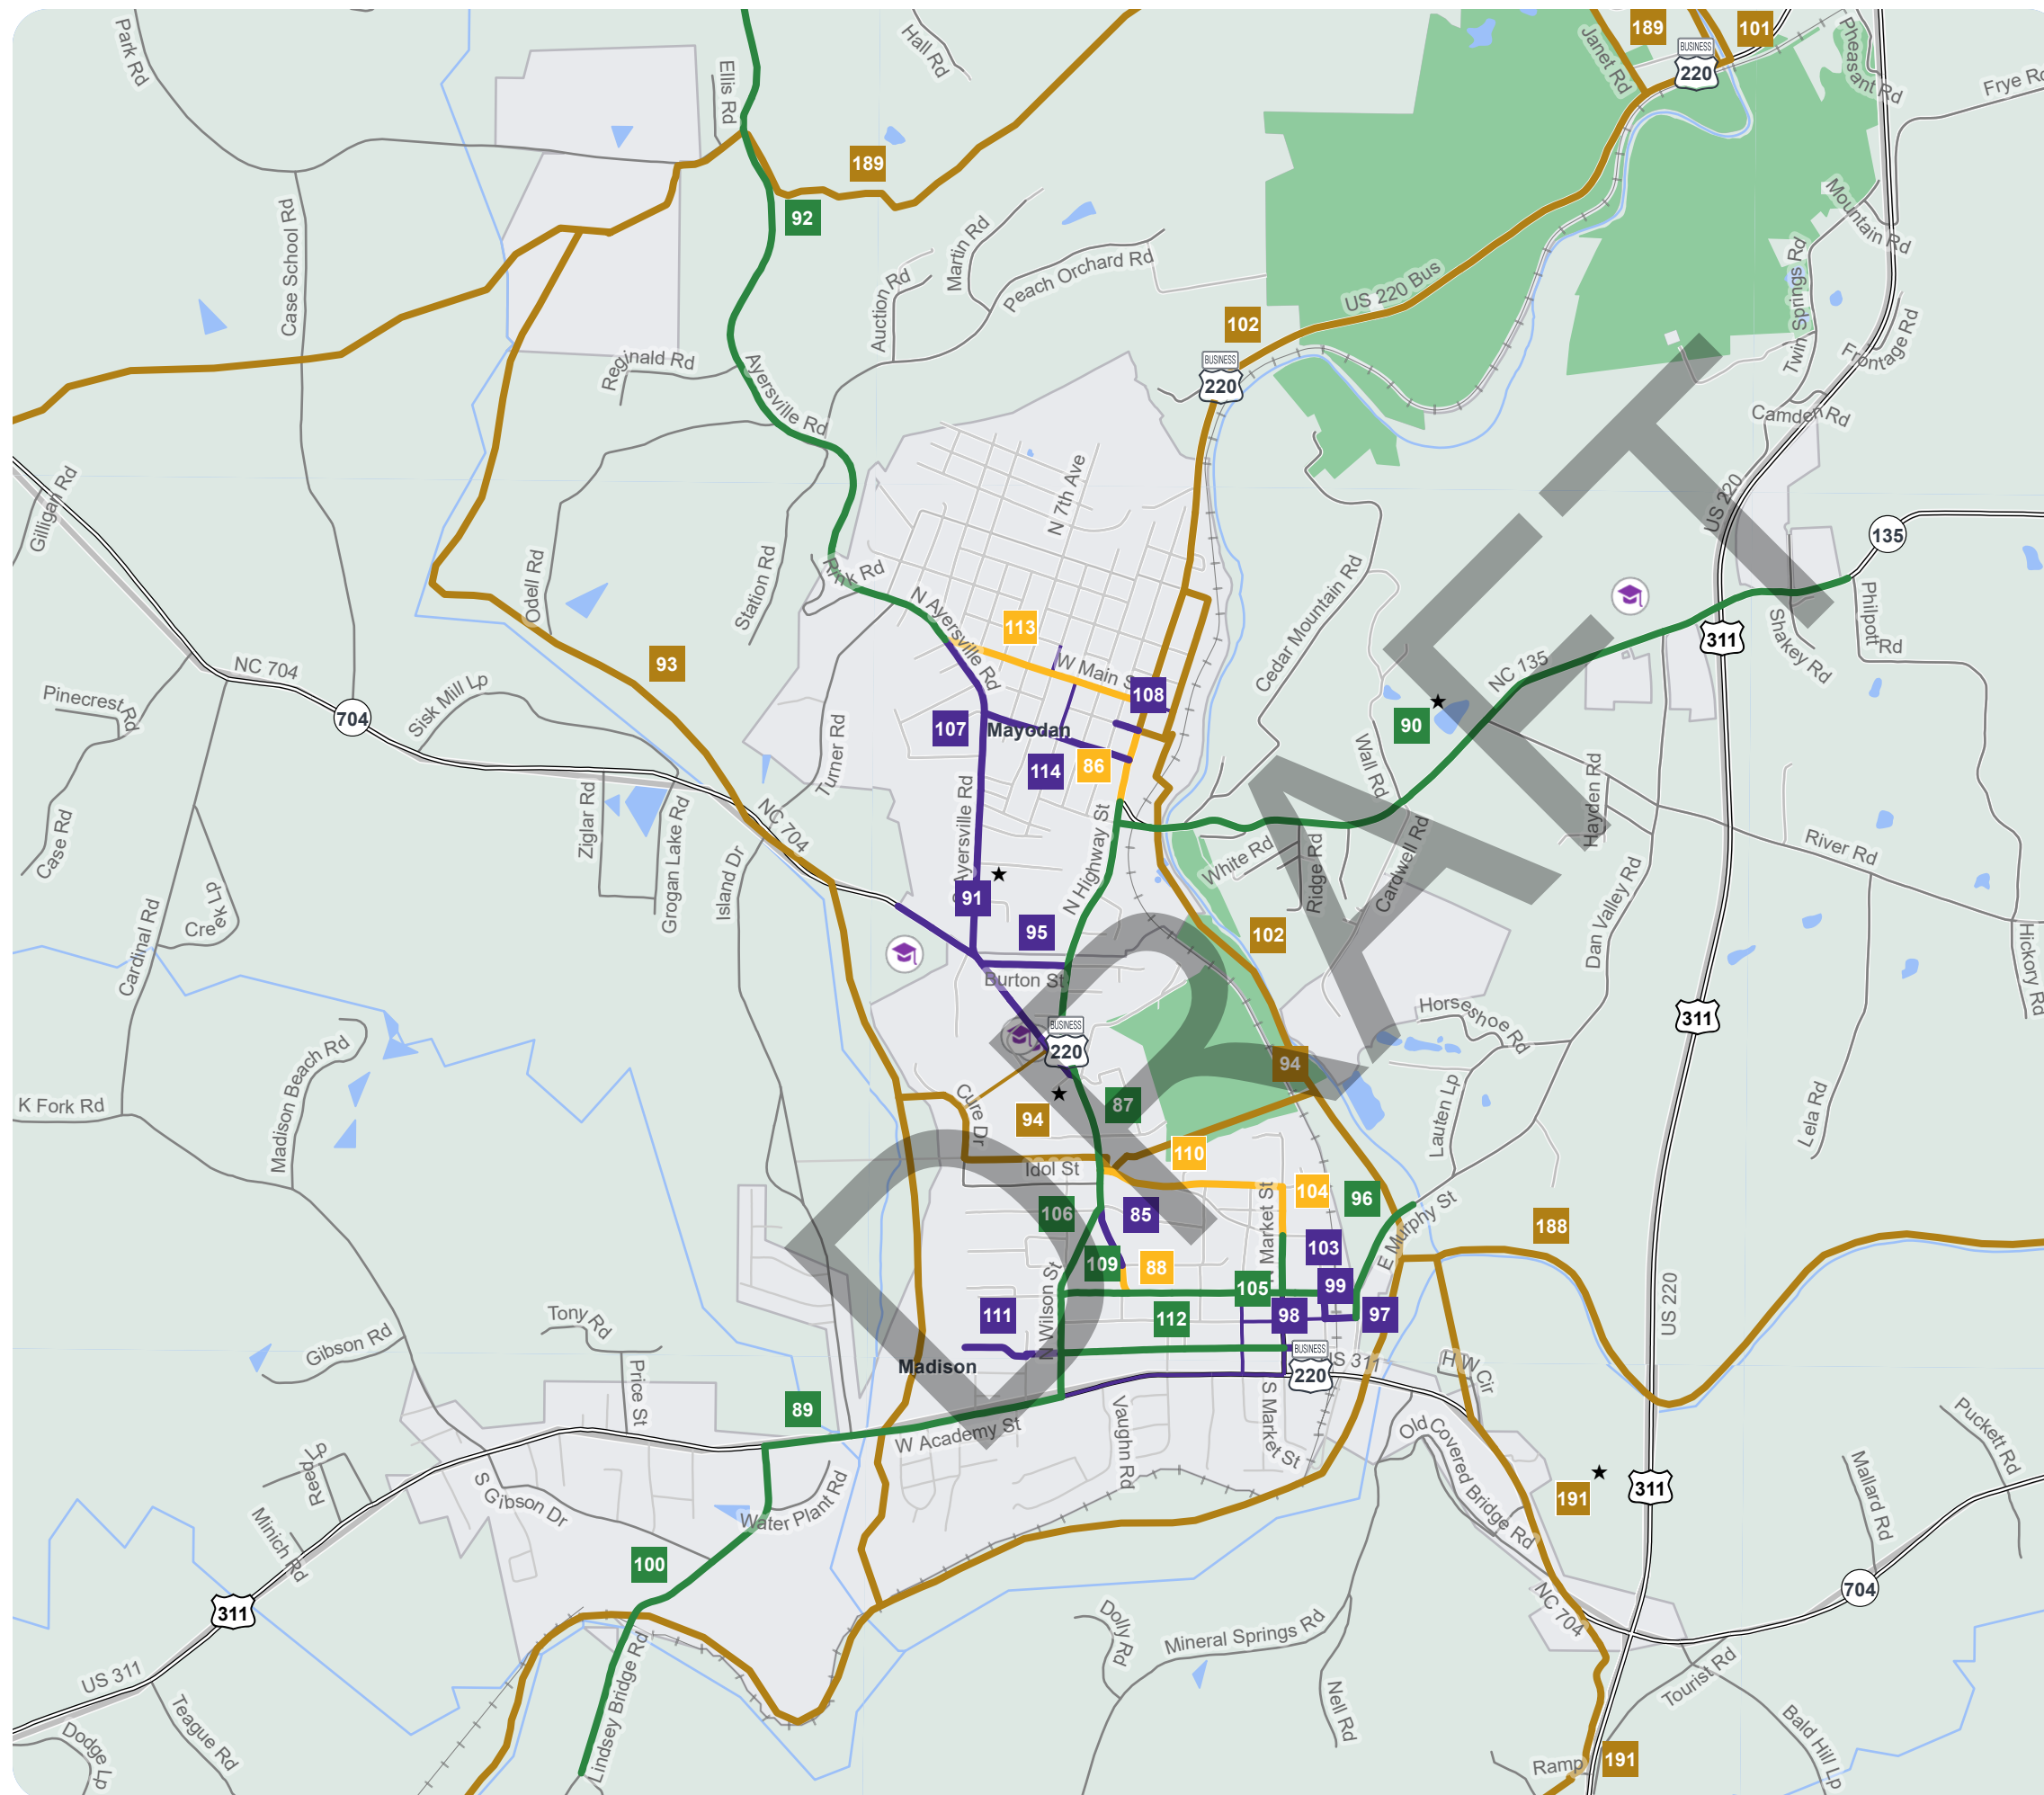 Park Rd
Hall Rd
Janet Rd
189
BUSINESS
220
101
Pheasant Rd
Frye Rd
Ellis Rd
189
92
Case School Rd
Martin Rd
Auction Rd
Peach Orchard Rd
US 220 Bus
102
BUSINESS
220
Mountain Rd
Twin Springs Rd
Frontage Rd
Camden Rd
Reginald Rd
Ayersville Rd
Gilligan Rd
N 7th Ave
US 220
135
Odell Rd
Station Rd
Rink Rd
N Ayersville Rd
113
W Main S
108
Cedar Mountain Rd
311
Shakey Rd
Philpott Rd
NC 135
90
93
NC 704
704
Pinecrest Rd
Sisk Mill Lp
Turner Rd
107
Mayodan
114
86
Wall Rd
Hayden Rd
River Rd
Case Rd
Ziglar Rd
Grogan Lake Rd
NC 704
Island Dr
Ayersville Rd
N Highway St
White Rd
Ridge Rd
Cardwell Rd
Dan Valley Rd
Hickory Rd
Creek Lp
Cardinal Rd
91
95
Burton St
102
Horseshoe Rd
311
BUSINESS
220
94
Madison Beach Rd
K Fork Rd
Cure Dr
94
87
Lauten Lp
Lela Rd
Idol St
110
104
96
E Murphy St
188
106
85
N Market St
103
109
88
105
99
98
97
112
111
N Wilson St
Madison
BUSINESS
220
US 311
H W Cir
US 220
Tony Rd
Gibson Rd
Price St
89
W Academy St
Vaughn Rd
S Market St
Old Covered Bridge Rd
191
311
Puckett Rd
Mallard Rd
Reed Lp
S Gibson Dr
Water Plant Rd
Minich Rd
100
311
US 311
Teague Rd
Dodge Lp
Lindsey Bridge Rd
Dolly Rd
Mineral Springs Rd
Nell Rd
NC 704
704
Tourist Rd
Bald Hill Lp
Ramp
191
DRAFT